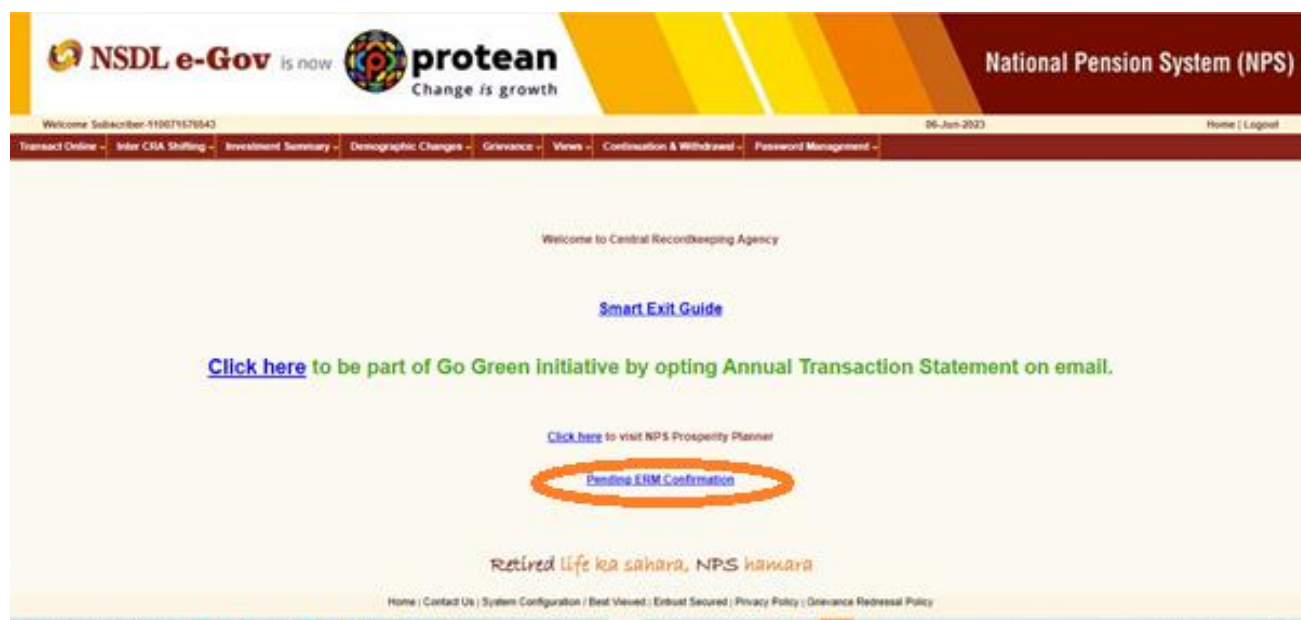 NSDL e-Gov is now protean
Change is growth
National Pension System (NPS)
Welcome Subscriber-110071576543
06-Jun-2023
Home | Logout
Transact Online Inter CRA Shifting Investment Summary Demographic Changes Grievance Views Continuation & Withdrawal Password Management
Welcome to Central Recordkeeping Agency
Smart Exit Guide
Click here to be part of Go Green initiative by opting Annual Transaction Statement on email.
Click here to visit NPS Prosperity Planner
Pending ERM Confirmation
Retired life ka sahara, NPS hamara
Home | Contact Us | System Configuration / Best Viewed | Entrust Secured | Privacy Policy | Grievance Redressal Policy